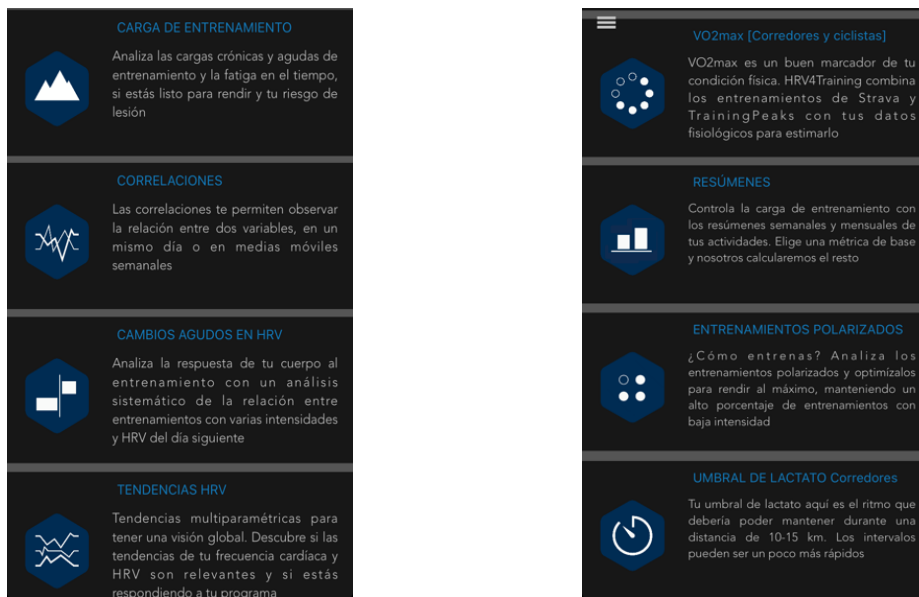 CARGA DE ENTRENAMIENTO
Analiza las cargas crónicas y agudas de
entrenamiento y la fatiga en el tiempo,
si estás listo para rendir y tu riesgo de
lesión
CORRELACIONES
Las correlaciones te permiten observar
la relación entre dos variables, en un
mismo día o en medias móviles
semanales
CAMBIOS AGUDOS EN HRV
Analiza la respuesta de tu cuerpo al
entrenamiento con un análisis
sistemático de la relación entre
entrenamientos con varias intensidades
y HRV del día siguiente
TENDENCIAS HRV
Tendencias multiparamétricas para
tener una visión global. Descubre si las
tendencias de tu frecuencia cardíaca y
HRV son relevantes y si estás
respondiendo a tu programa
VO2max [Corredores y ciclistas]
VO2max es un buen marcador de tu
condición física. HRV4Training combina
los entrenamientos de Strava y
TrainingPeaks con tus datos
fisiológicos para estimarlo
RESÚMENES
Controla la carga de entrenamiento con
los resúmenes semanales y mensuales de
tus actividades. Elige una métrica de base
y nosotros calcularemos el resto
ENTRENAMIENTOS POLARIZADOS
¿Cómo entrenas? Analiza los
entrenamientos polarizados y optimízalos
para rendir al máximo, manteniendo un
alto porcentaje de entrenamientos con
baja intensidad
UMBRAL DE LACTATO Corredores
Tu umbral de lactato aquí es el ritmo que
debería poder mantener durante una
distancia de 10-15 km. Los intervalos
pueden ser un poco más rápidos